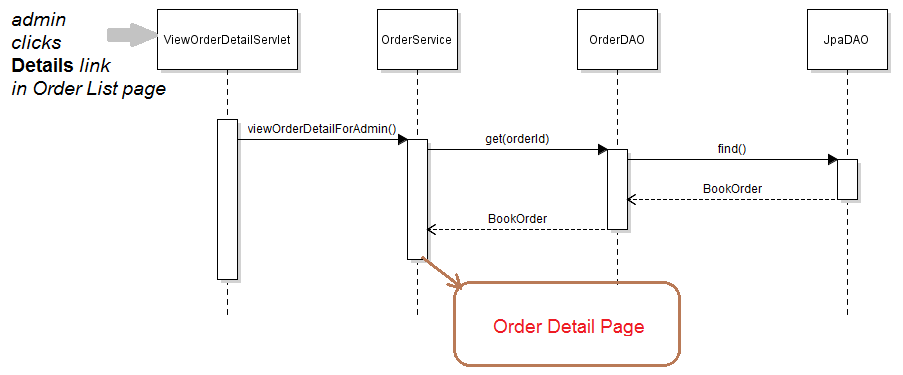 admin
clicks
Details link
in Order List page
ViewOrderDetailServlet
OrderService
OrderDAO
JpaDAO
viewOrderDetailForAdmin()
get(orderId)
find()
BookOrder
BookOrder
Order Detail Page